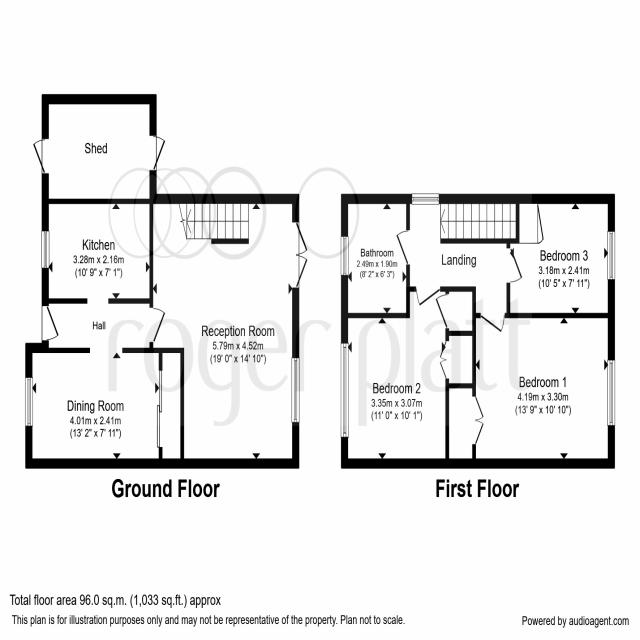 Shed
Kitchen
3.28m x 2.16m
(10' 9" x 7' 1")
Hall
Reception Room
5.79m x 4.52m
(19' 0" x 14' 10")
Dining Room
4.01m x 2.41m
(13' 2" x 7' 11")
Ground Floor
Bathroom
2.49m x 1.90m
(8' 2" x 6' 3")
Landing
Bedroom 3
3.18m x 2.41m
(10' 5" x 7' 11")
Bedroom 2
3.35m x 3.07m
(11' 0" x 10' 1")
Bedroom 1
4.19m x 3.30m
(13' 9" x 10' 10")
First Floor
roger platt
Total floor area 96.0 sq.m. (1,033 sq.ft.) approx
This plan is for illustration purposes only and may not be representative of the property. Plan not to scale.
Powered by audioagent.com